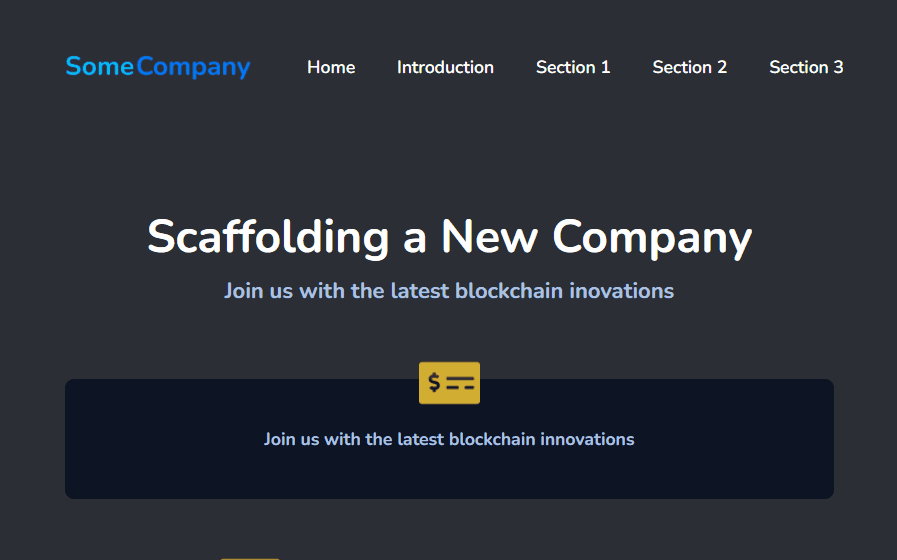 SomeCompany Home Introduction Section 1 Section 2 Section 3
Scaffolding a New Company
Join us with the latest blockchain inovations
$
Join us with the latest blockchain innovations